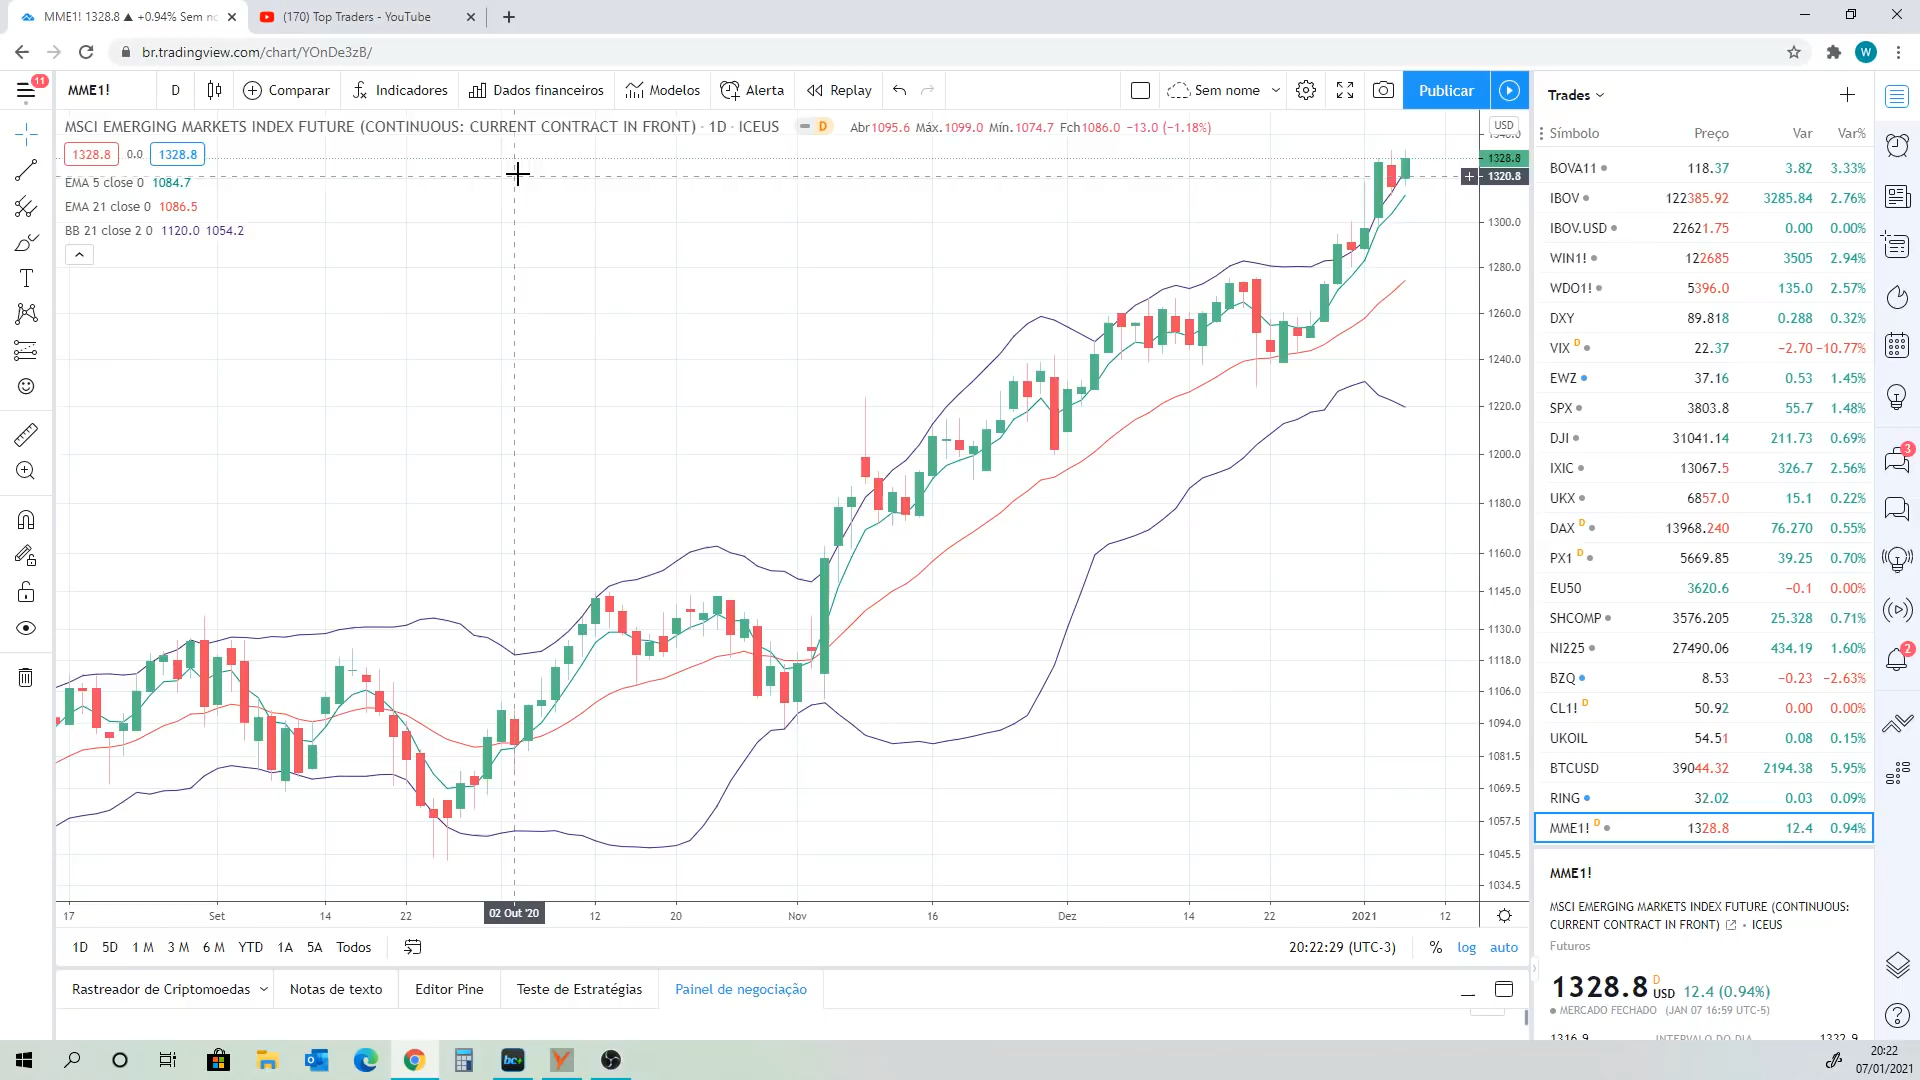 MME1! 1328.8 ▲ +0.94% Sem no
(170) Top Traders - YouTube
br.tradingview.com/chart/YOnDe3zB/
W
11
MME1!
D
Comparar
Indicadores
Dados financeiros
Modelos
Alerta
Replay
Sem nome
Publicar
MSCI EMERGING MARKETS INDEX FUTURE (CONTINUOUS: CURRENT CONTRACT IN FRONT) · 1D · ICEUS
D
Abr1095.6 Máx.1099.0 Mín.1074.7 Fch1086.0 −13.0 (−1.18%)
1328.8 0.0 1328.8
EMA 5 close 0 1084.7
EMA 21 close 0 1086.5
BB 21 close 2 0 1120.0 1054.2
USD
1328.8
1320.8
1300.0
1280.0
1260.0
1240.0
1220.0
1200.0
1180.0
1160.0
1145.0
1130.0
1118.0
1106.0
1094.0
1081.5
1069.5
1057.5
1045.5
1034.5
17 Set 14 22 02 Out '20 12 20 Nov 16 Dez 14 22 2021 12
1D 5D 1 M 3 M 6 M YTD 1A 5A Todos
20:22:29 (UTC-3) % log auto
Rastreador de Criptomoedas
Notas de texto
Editor Pine
Teste de Estratégias
Painel de negociação
Trades
Símbolo Preço Var Var%
BOVA11 118.37 3.82 3.33%
IBOV 122385.92 3285.84 2.76%
IBOV.USD 22621.75 0.00 0.00%
WIN1! 122685 3505 2.94%
WDO1! 5396.0 135.0 2.57%
DXY 89.818 0.288 0.32%
VIX D 22.37 −2.70 −10.77%
EWZ 37.16 0.53 1.45%
SPX 3803.8 55.7 1.48%
DJI 31041.14 211.73 0.69%
IXIC 13067.5 326.7 2.56%
UKX 6857.0 15.1 0.22%
DAX D 13968.240 76.270 0.55%
PX1 D 5669.85 39.25 0.70%
EU50 3620.6 −0.1 0.00%
SHCOMP 3576.205 25.328 0.71%
NI225 27490.06 434.19 1.60%
BZQ 8.53 −0.23 −2.63%
CL1! D 50.92 0.00 0.00%
UKOIL 54.51 0.08 0.15%
BTCUSD 39044.32 2194.38 5.95%
RING 32.02 0.03 0.09%
MME1! D 1328.8 12.4 0.94%
MME1!
MSCI EMERGING MARKETS INDEX FUTURE (CONTINUOUS:
CURRENT CONTRACT IN FRONT) • ICEUS
Futuros
1328.8 D USD 12.4 (0.94%)
MERCADO FECHADO (JAN 07 16:59 UTC-5)
1316.9 INTERVALO DO DIA 1332.9
3
2
bc+
20:22
07/01/2021